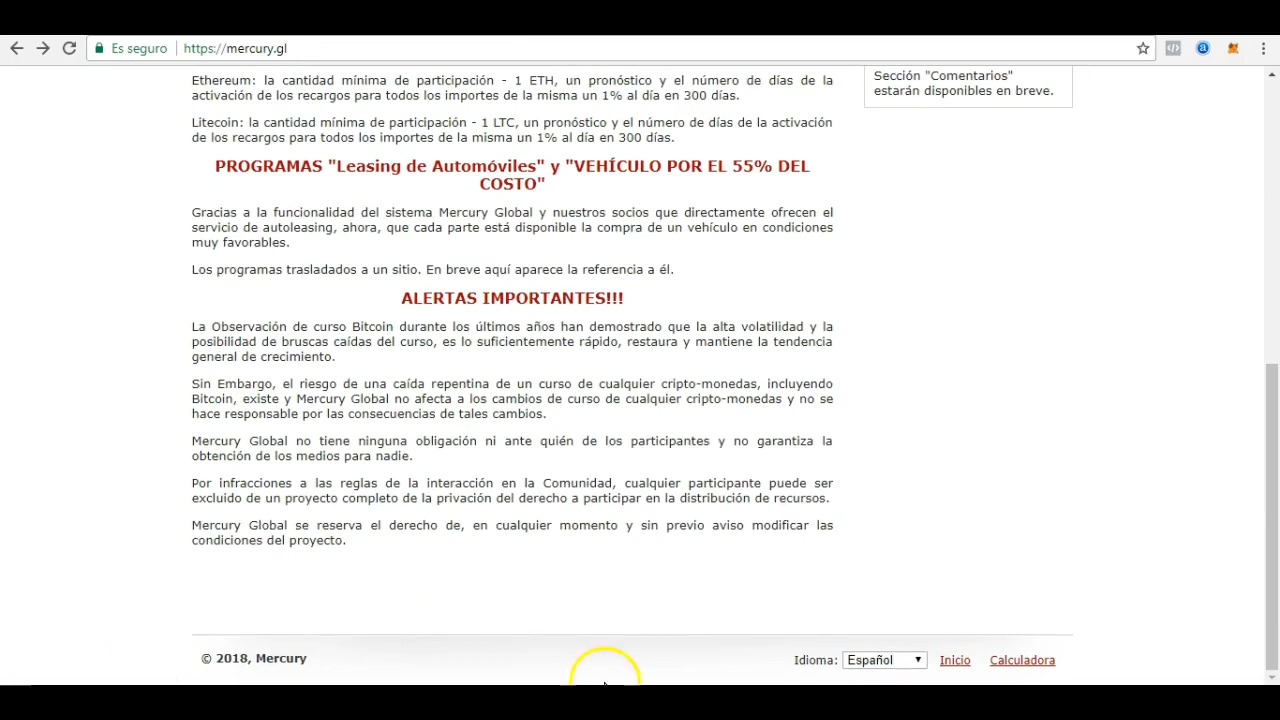 Es seguro
https://mercury.gl
Ethereum: la cantidad mínima de participación - 1 ETH, un pronóstico y el número de días de la
activación de los recargos para todos los importes de la misma un 1% al día en 300 días.
Litecoin: la cantidad mínima de participación - 1 LTC, un pronóstico y el número de días de la activación
de los recargos para todos los importes de la misma un 1% al día en 300 días.
PROGRAMAS "Leasing de Automóviles" y "VEHÍCULO POR EL 55% DEL
COSTO"
Gracias a la funcionalidad del sistema Mercury Global y nuestros socios que directamente ofrecen el
servicio de autoleasing, ahora, que cada parte está disponible la compra de un vehículo en condiciones
muy favorables.
Los programas trasladados a un sitio. En breve aquí aparece la referencia a él.
ALERTAS IMPORTANTES!!!
La Observación de curso Bitcoin durante los últimos años han demostrado que la alta volatilidad y la
posibilidad de bruscas caídas del curso, es lo suficientemente rápido, restaura y mantiene la tendencia
general de crecimiento.
Sin Embargo, el riesgo de una caída repentina de un curso de cualquier cripto-monedas, incluyendo
Bitcoin, existe y Mercury Global no afecta a los cambios de curso de cualquier cripto-monedas y no se
hace responsable por las consecuencias de tales cambios.
Mercury Global no tiene ninguna obligación ni ante quién de los participantes y no garantiza la
obtención de los medios para nadie.
Por infracciones a las reglas de la interacción en la Comunidad, cualquier participante puede ser
excluido de un proyecto completo de la privación del derecho a participar en la distribución de recursos.
Mercury Global se reserva el derecho de, en cualquier momento y sin previo aviso modificar las
condiciones del proyecto.
Sección "Comentarios"
estarán disponibles en breve.
© 2018, Mercury
Idioma: Español Inicio Calculadora